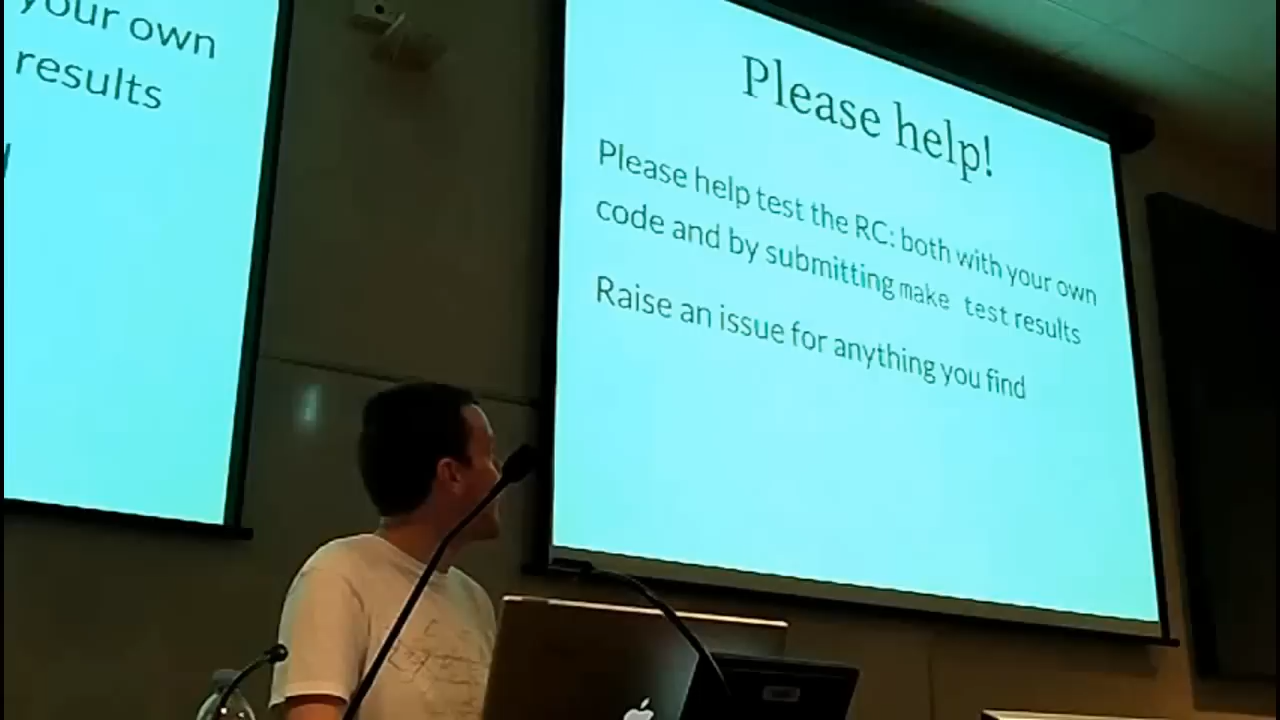 your own
results
Please help!
Please help test the RC: both with your own
code and by submitting make test results
Raise an issue for anything you find